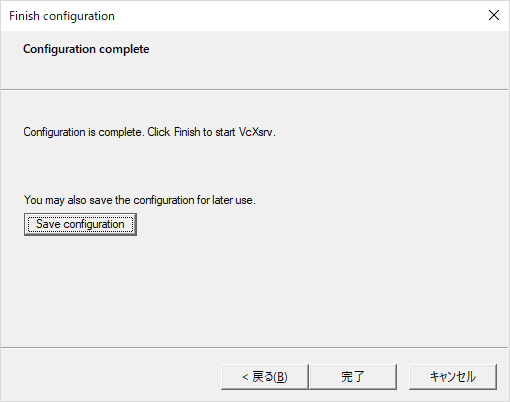 Finish configuration
Configuration complete
Configuration is complete. Click Finish to start VcXsrv.
You may also save the configuration for later use.
Save configuration
< 戻る(B) 完了 キャンセル